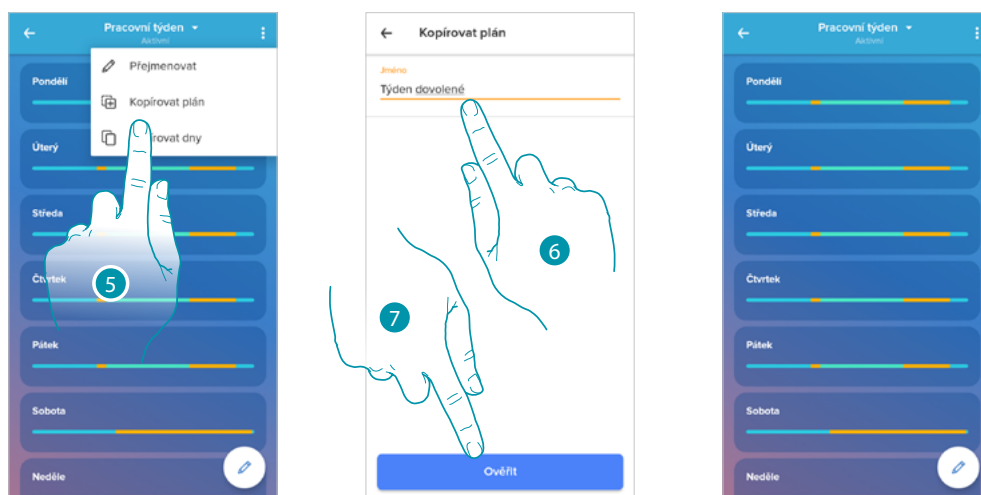 Pracovní týden
Aktivní
Přejmenovat
Kopírovat plán
rovat dny
Pondělí
Úterý
Středa
Čtvrtek
Pátek
Sobota
Neděle
5
Kopírovat plán
Jméno
Týden dovolené
6
7
Ověřit
Pracovní týden
Aktivní
Pondělí
Úterý
Středa
Čtvrtek
Pátek
Sobota
Neděle